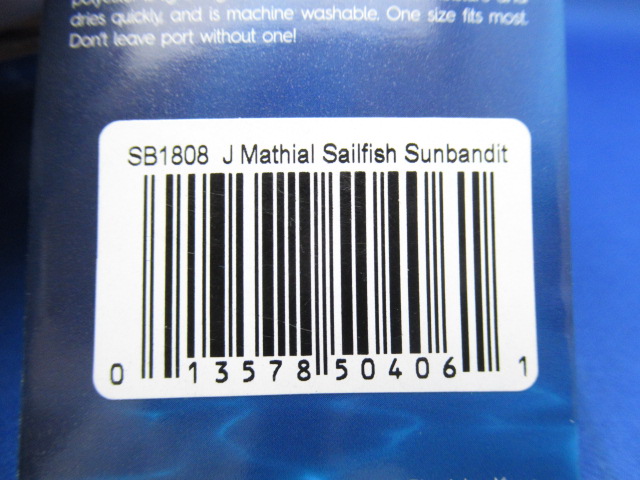 dries quickly, and is machine washable. One size fits most.
Don't leave port without one!
SB1808 J Mathial Sailfish Sunbandit
0 13578 50406 1